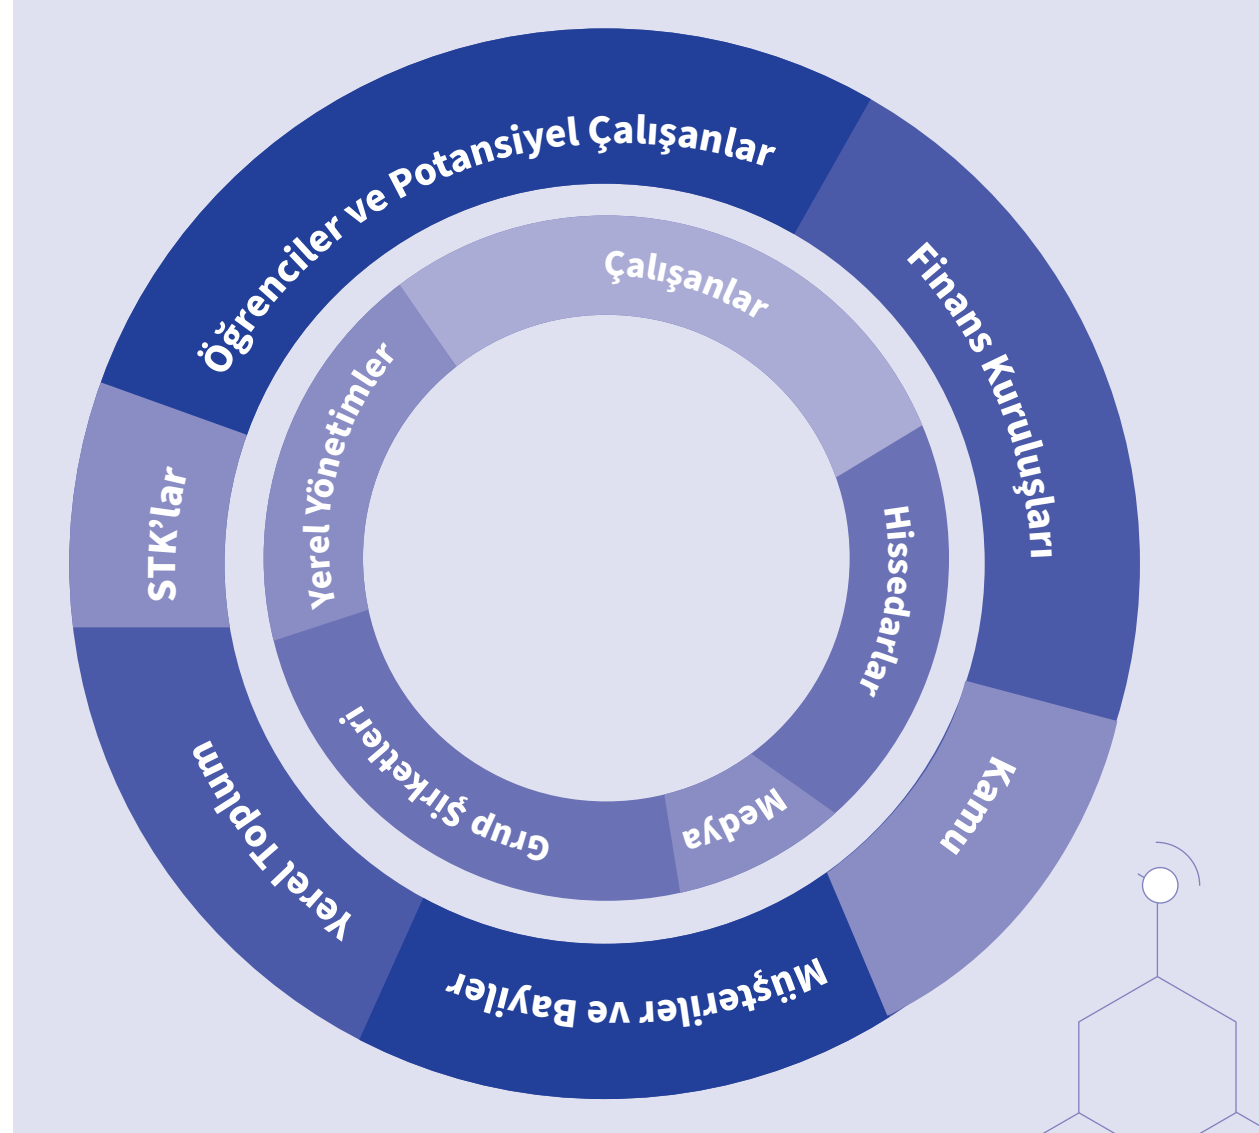 Öğrenciler ve Potansiyel Çalışanlar
Finans Kuruluşları
Kamu
Müşteriler ve Bayiler
Yerel Toplum
STK’lar
Çalışanlar
Hissedarlar
Medya
Grup Şirketleri
Yerel Yönetimler